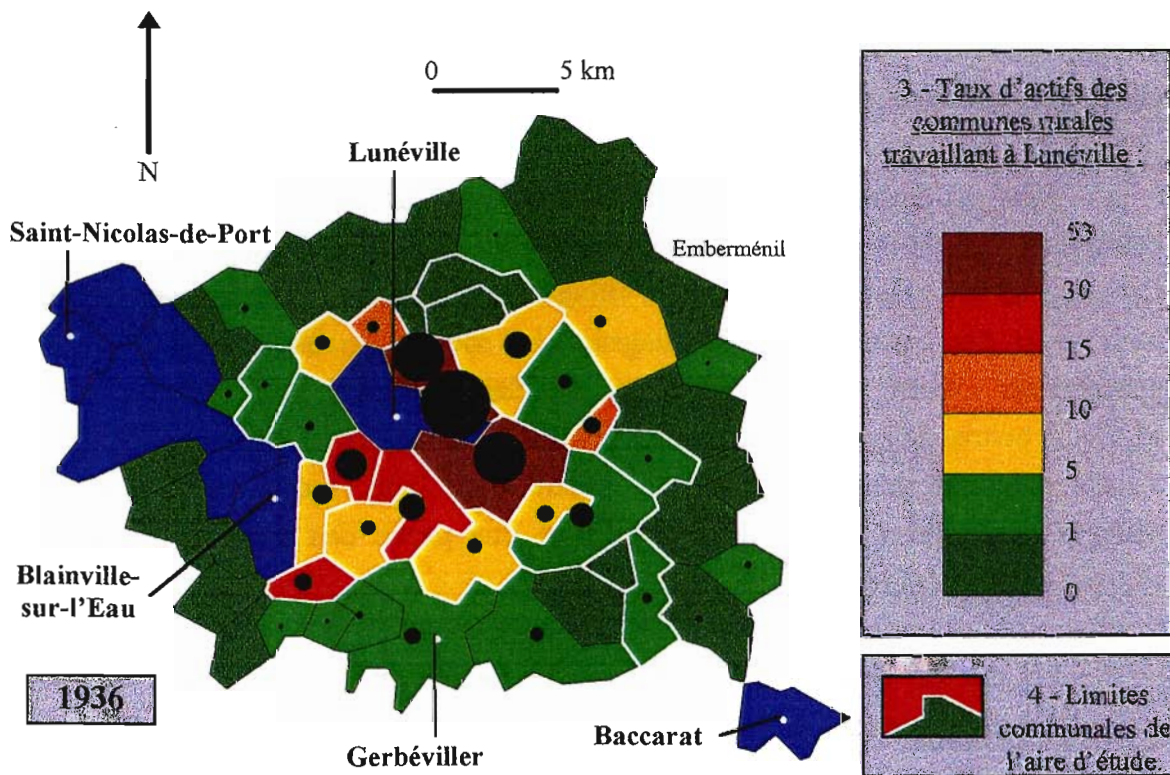 0 5 km
N
Lunéville
Saint-Nicolas-de-Port
Emberménil
Blainville-
sur-l'Eau
1936
Gerbéviller
Baccarat
3 - Taux d'actifs des
communes rurales
travaillant à Lunéville :
53
30
15
10
5
1
0
4 - Limites
communales de
l'aire d'étude.